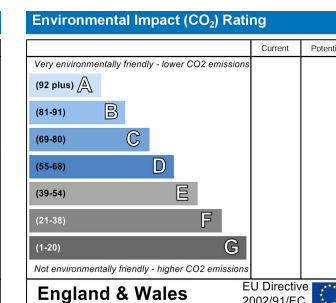 Environmental Impact (CO₂) Rating
Current
Very environmentally friendly - lower CO2 emissions
(92 plus) A
(81-91) B
(69-80) C
(55-68) D
(39-54) E
(21-38) F
(1-20) G
Not environmentally friendly - higher CO2 emissions
England & Wales
EU Directive
2002/91/EC